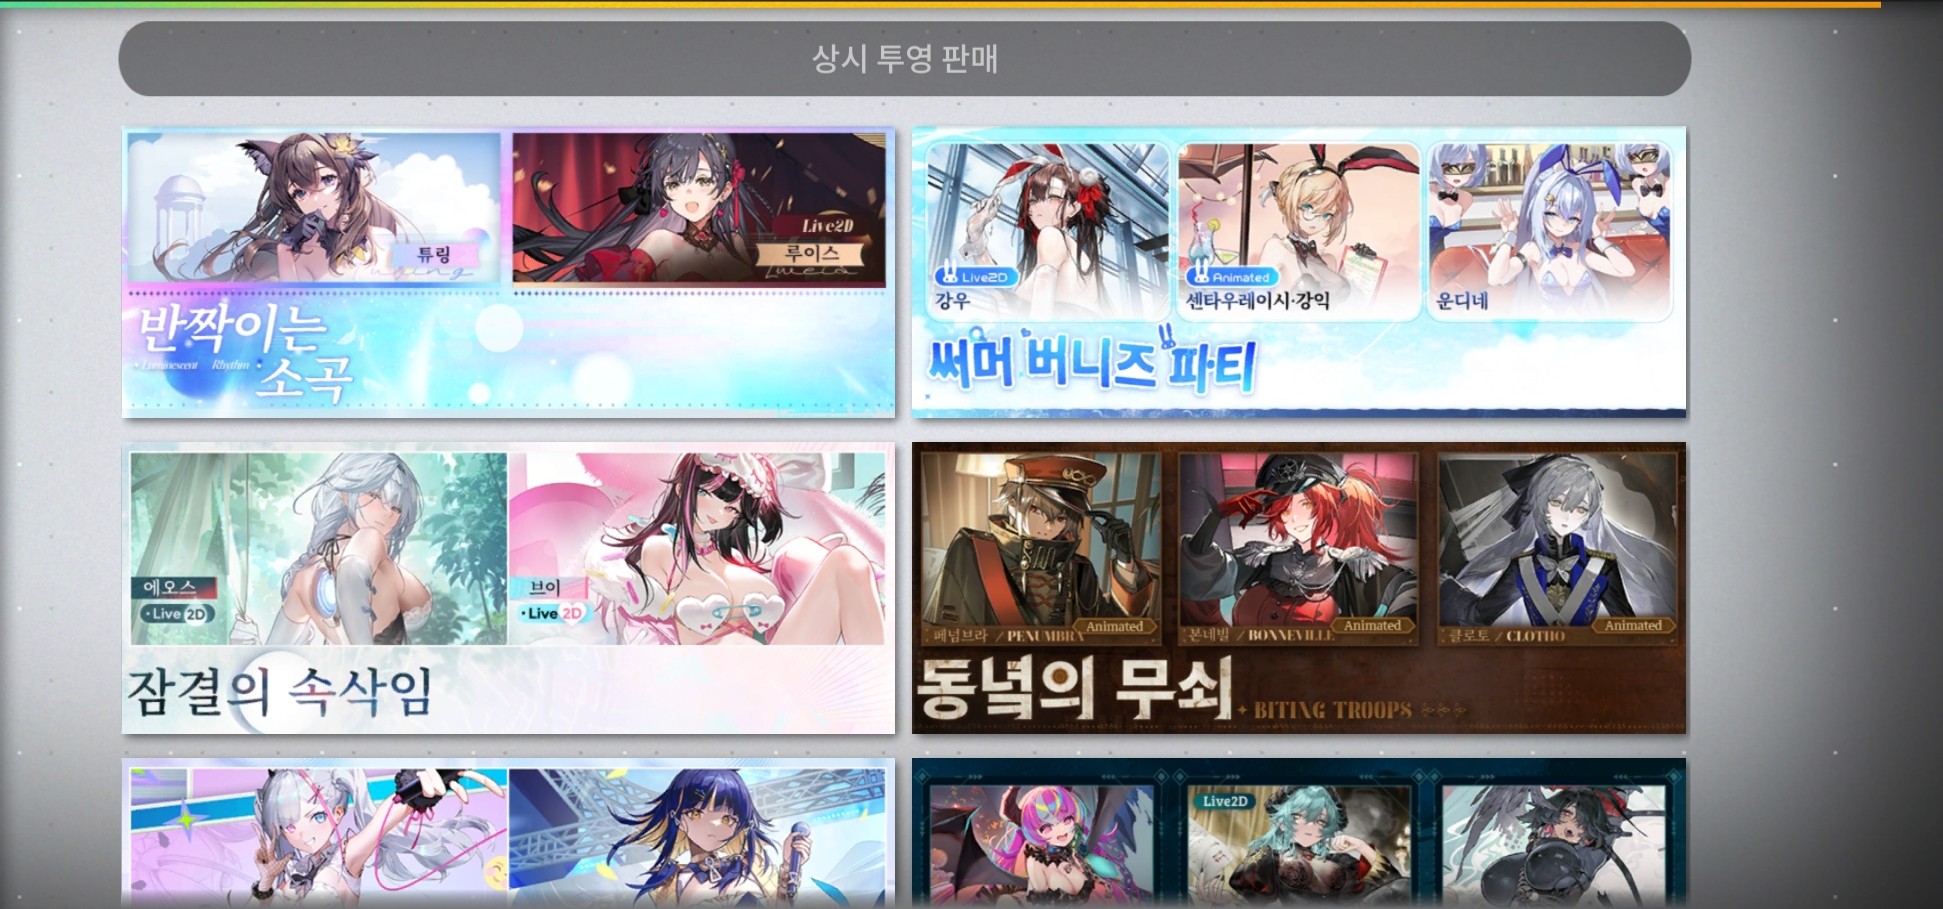 상시 투영 판매
튜링
Live2D
루이스
반짝이는
Luminescent Rhythm
소곡
Live2D
강우
Animated
센타우레이시·강익
운디네
써머 버니즈 파티
에오스
Live 2D
브이
Live 2D
잠결의 속삭임
Animated
페넘브라 / PENUMBRA
Animated
본네빌 / BONNEVILLE
Animated
클로토 / CLOTHO
동녘의 무쇠
BITING TROOPS
Live2D